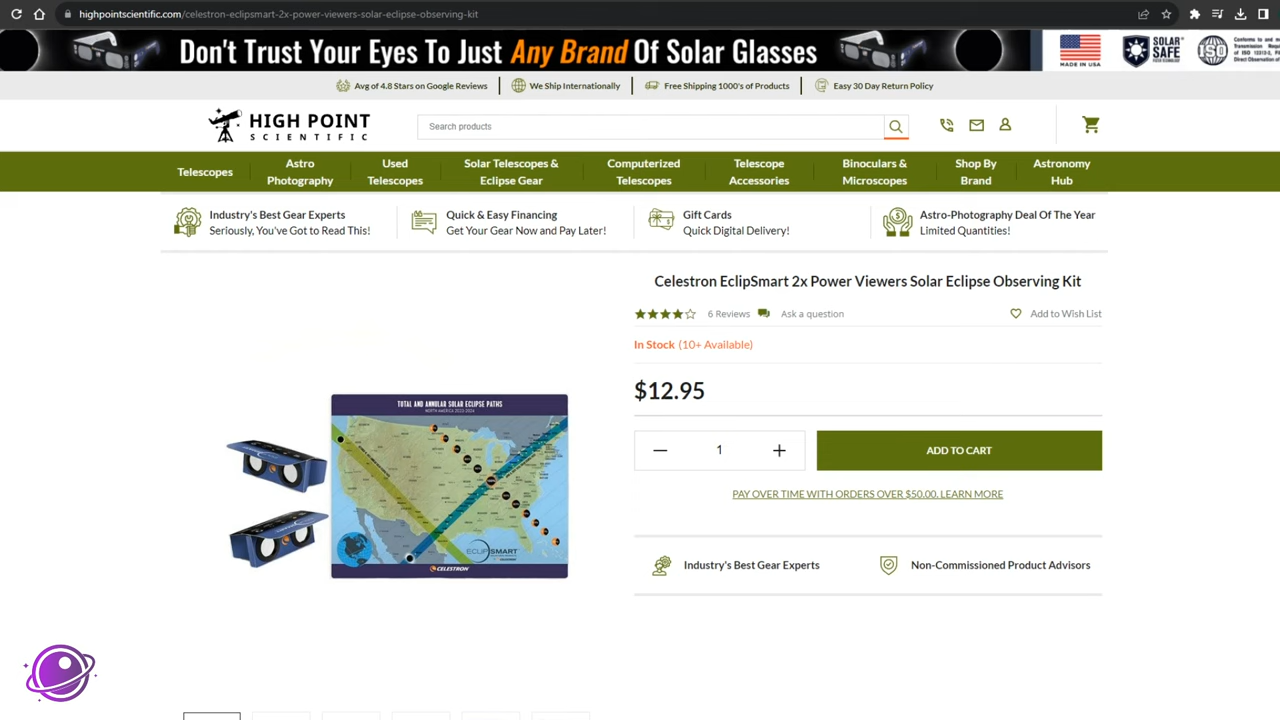 highpointscientific.com/celestron-eclipsmart-2x-power-viewers-solar-eclipse-observing-kit
Don't Trust Your Eyes To Just Any Brand Of Solar Glasses
MADE IN USA
SOLAR SAFE
ISO
Avg of 4.8 Stars on Google Reviews
We Ship Internationally
Free Shipping 1000's of Products
Easy 30 Day Return Policy
HIGH POINT
SCIENTIFIC
Search products
Telescopes
Astro
Photography
Used
Telescopes
Solar Telescopes &
Eclipse Gear
Computerized
Telescopes
Telescope
Accessories
Binoculars &
Microscopes
Shop By
Brand
Astronomy
Hub
Industry's Best Gear Experts
Seriously, You've Got to Read This!
Quick & Easy Financing
Get Your Gear Now and Pay Later!
Gift Cards
Quick Digital Delivery!
Astro-Photography Deal Of The Year
Limited Quantities!
Celestron EclipSmart 2x Power Viewers Solar Eclipse Observing Kit
6 Reviews
Ask a question
Add to Wish List
In Stock (10+ Available)
$12.95
1
ADD TO CART
PAY OVER TIME WITH ORDERS OVER $50.00. LEARN MORE
Industry's Best Gear Experts
Non-Commissioned Product Advisors
TOTAL AND ANNULAR SOLAR ECLIPSE PATHS
ECLIPSMART
CELESTRON